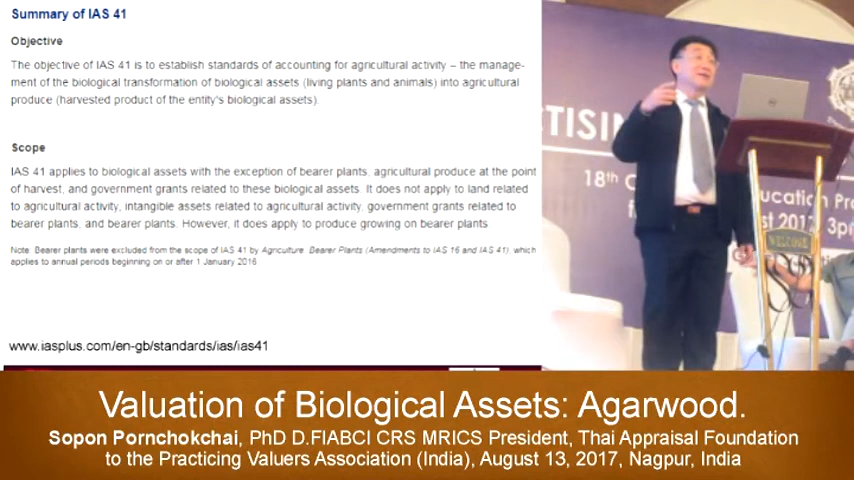 Summary of IAS 41
Objective
The objective of IAS 41 is to establish standards of accounting for agricultural activity – the manage-
ment of the biological transformation of biological assets (living plants and animals) into agricultural
produce (harvested product of the entity's biological assets).
Scope
IAS 41 applies to biological assets with the exception of bearer plants, agricultural produce at the point
of harvest, and government grants related to these biological assets. It does not apply to land related
to agricultural activity, intangible assets related to agricultural activity, government grants related to
bearer plants, and bearer plants. However, it does apply to produce growing on bearer plants
Note: Bearer plants were excluded from the scope of IAS 41 by Agriculture: Bearer Plants (Amendments to IAS 16 and IAS 41), which
applies to annual periods beginning on or after 1 January 2016
www.iasplus.com/en-gb/standards/ias/ias41
CTISIN
18th C
ucation Pro
st 2017, 3pm
WELCOME
Valuation of Biological Assets: Agarwood.
Sopon Pornchokchai, PhD D.FIABCI CRS MRICS President, Thai Appraisal Foundation
to the Practicing Valuers Association (India), August 13, 2017, Nagpur, India